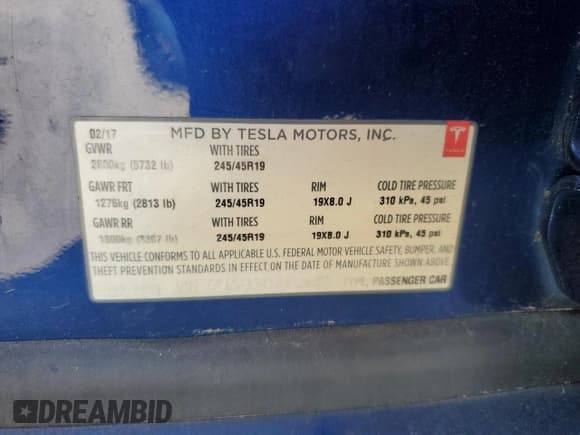 02/17 MFD BY TESLA MOTORS, INC.
GVWR WITH TIRES TESLA
2600kg (5732 lb) 245/45R19
GAWR FRT WITH TIRES RIM COLD TIRE PRESSURE
1276kg (2813 lb) 245/45R19 19X8.0 J 310 kPa, 45 psi
GAWR RR WITH TIRES RIM COLD TIRE PRESSURE
245/45R19 19X8.0 J 310 kPa, 45 psi
THIS VEHICLE CONFORMS TO ALL APPLICABLE U.S. FEDERAL MOTOR VEHICLE SAFETY, BUMPER, AND
THEFT PREVENTION STANDARDS IN EFFECT ON THE DATE OF MANUFACTURE SHOWN ABOVE
TYPE: PASSENGER CAR
DREAMBID